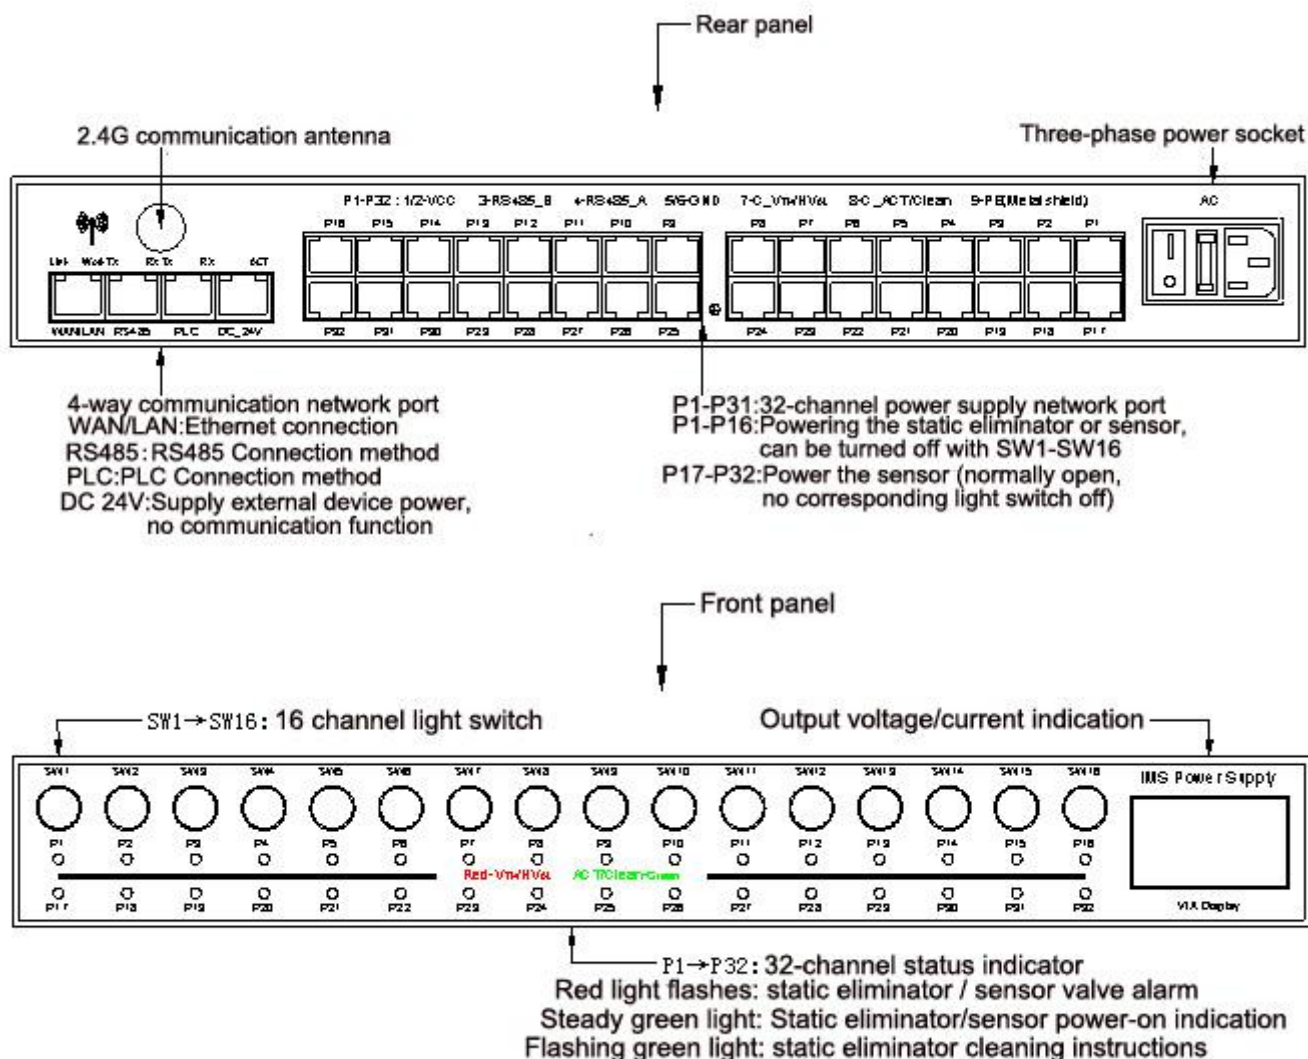 Rear panel
2.4G communication antenna
Three-phase power socket
P1-P32 : 1/2-VCC 3-RS485_B 4-RS485_A 5/6-GND 7-C_Vm/HVα 8-C_ACT/Clean 9-PE(Metal shield)
AC
P16 P15 P14 P13 P12 P11 P10 P9 P8 P7 P6 P5 P4 P3 P2 P1
Link Work Tx Rx Tx Rx ACT
WAN/LAN RS485 PLC DC_24V
P32 P31 P30 P29 P28 P27 P26 P25 P24 P23 P22 P21 P20 P19 P18 P17
4-way communication network port
WAN/LAN:Ethernet connection
RS485:RS485 Connection method
PLC:PLC Connection method
DC 24V:Supply external device power,
no communication function
P1-P31:32-channel power supply network port
P1-P16:Powering the static eliminator or sensor,
can be turned off with SW1-SW16
P17-P32:Power the sensor (normally open,
no corresponding light switch off)
Front panel
SW1→SW16: 16 channel light switch
Output voltage/current indication
SW1 SW2 SW3 SW4 SW5 SW6 SW7 SW8 SW9 SW10 SW11 SW12 SW13 SW14 SW15 SW16
IMS Power Supply
P1 P2 P3 P4 P5 P6 P7 P8 P9 P10 P11 P12 P13 P14 P15 P16
Red-Vm/HVα ACT/Clean-Green
P17 P18 P19 P20 P21 P22 P23 P24 P25 P26 P27 P28 P29 P30 P31 P32
V/A Display
P1→P32: 32-channel status indicator
Red light flashes: static eliminator / sensor valve alarm
Steady green light: Static eliminator/sensor power-on indication
Flashing green light: static eliminator cleaning instructions